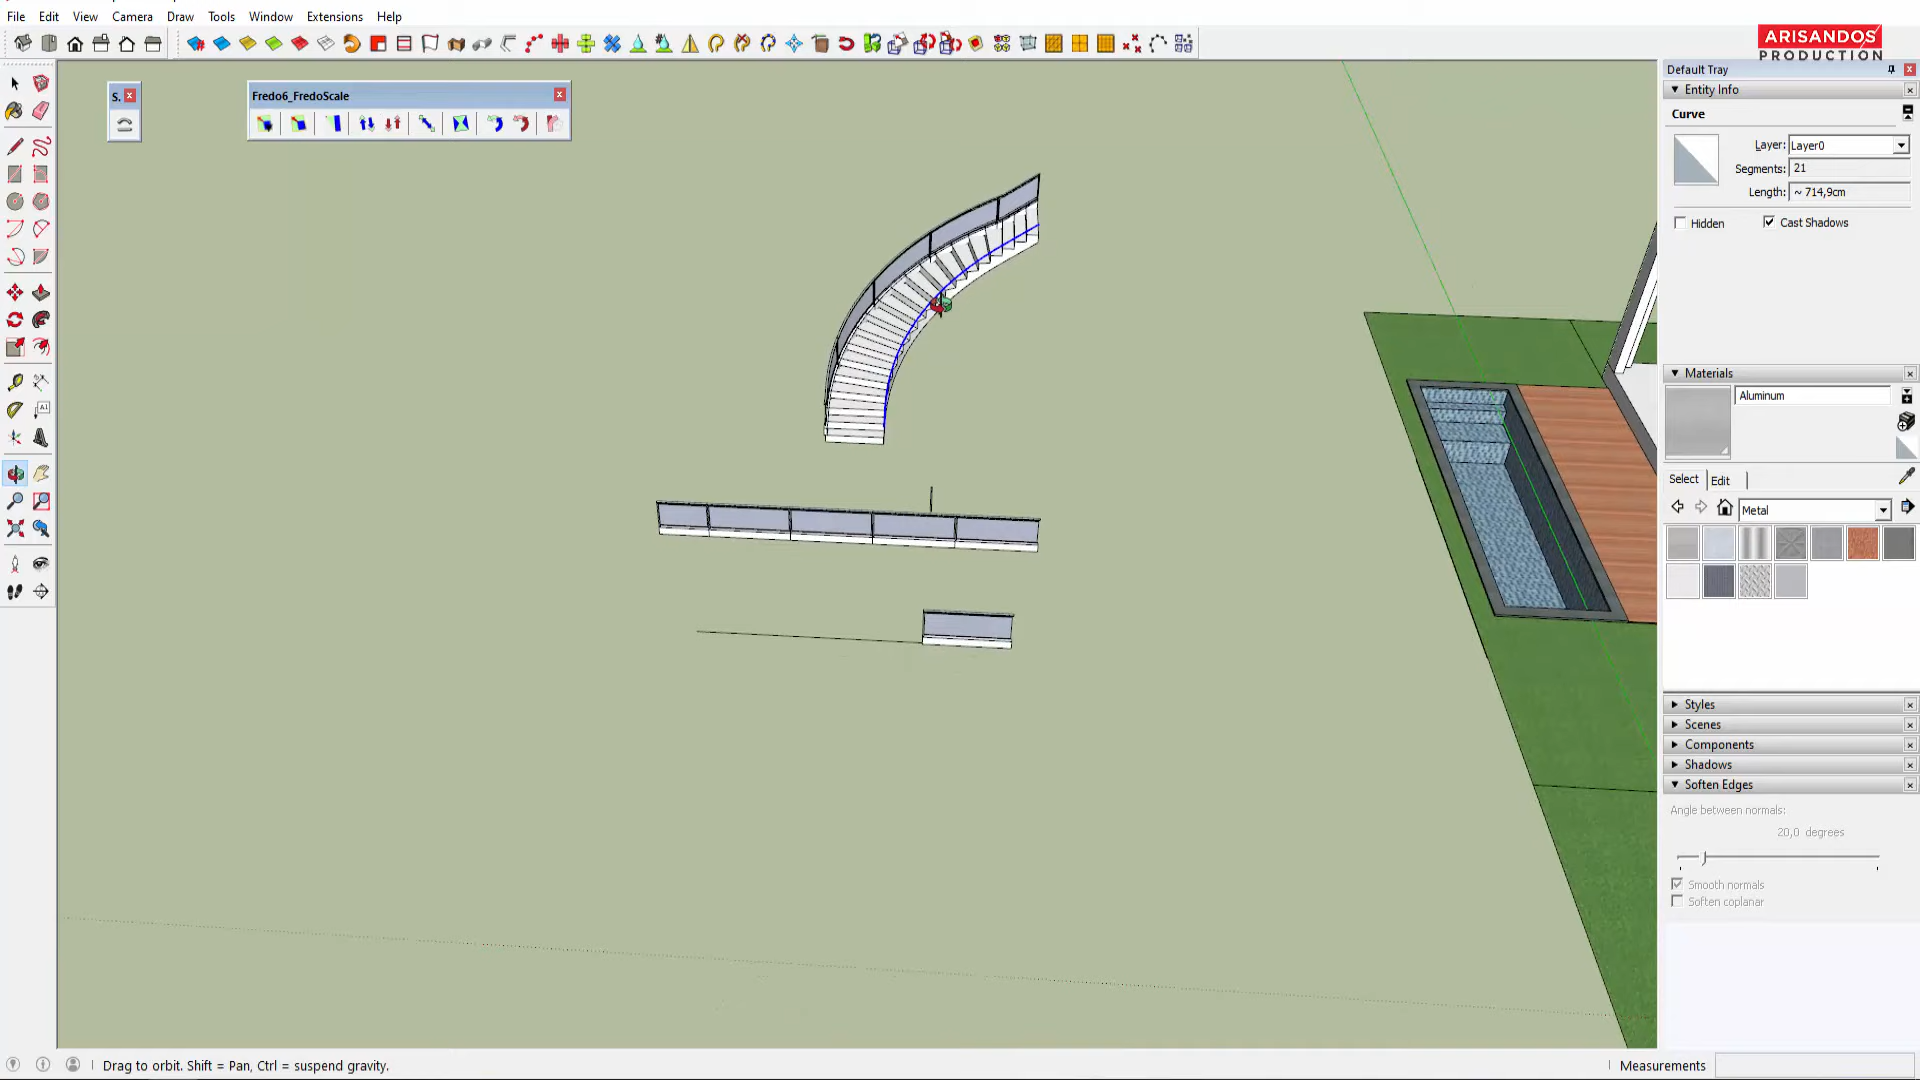 File Edit View Camera Draw Tools Window Extensions Help
ARISANDOS
PRODUCTION
Default Tray
S.
Fredo6_FredoScale
Entity Info
Curve
Layer: Layer0
Segments: 21
Length: ~ 714,9cm
Hidden Cast Shadows
Materials
Aluminum
Select Edit
Metal
Styles
Scenes
Components
Shadows
Soften Edges
Angle between normals:
20,0 degrees
Smooth normals
Soften coplanar
Drag to orbit. Shift = Pan, Ctrl = suspend gravity.
Measurements